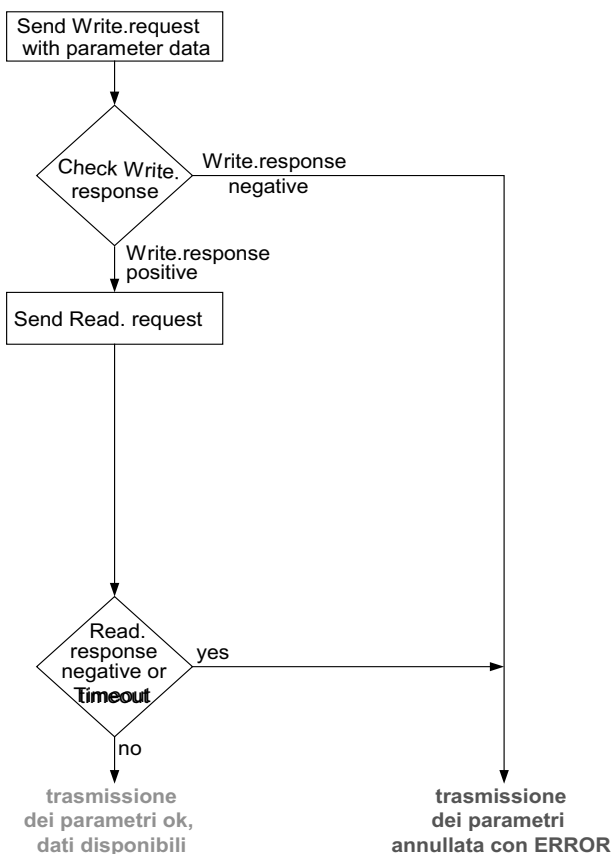 Send Write.request
with parameter data
Check Write.
response
Write.response
negative
Write.response
positive
Send Read. request
Read.
response
negative or
Timeout
yes
no
trasmissione
dei parametri ok,
dati disponibili
trasmissione
dei parametri
annullata con ERROR